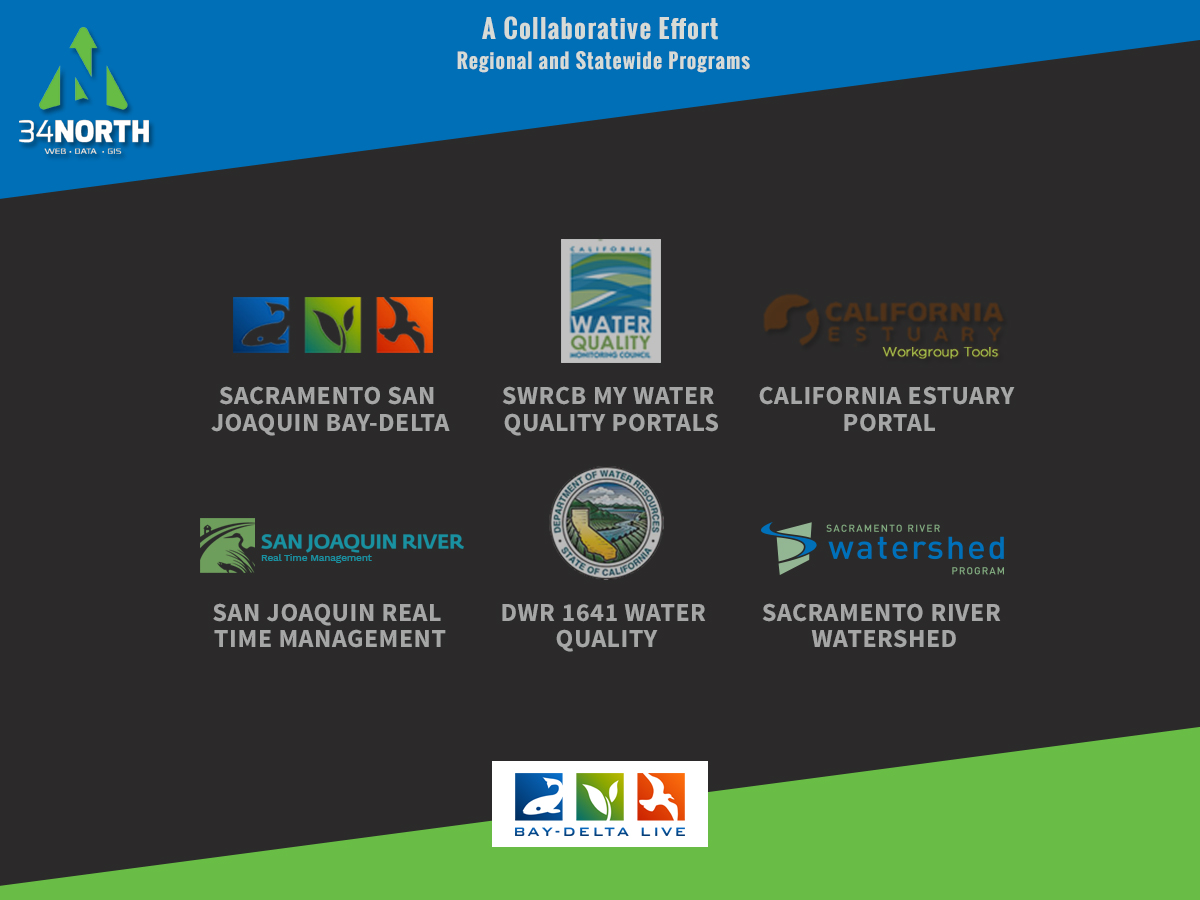 A Collaborative Effort
Regional and Statewide Programs
34NORTH
WEB • DATA • GIS
CALIFORNIA
WATER
QUALITY
MONITORING COUNCIL
CALIFORNIA
ESTUARY
Workgroup Tools
SACRAMENTO SAN
JOAQUIN BAY-DELTA
SWRCB MY WATER
QUALITY PORTALS
CALIFORNIA ESTUARY
PORTAL
SAN JOAQUIN RIVER
Real Time Management
DEPARTMENT OF WATER RESOURCES
• STATE OF CALIFORNIA •
SACRAMENTO RIVER
watershed
PROGRAM
SAN JOAQUIN REAL
TIME MANAGEMENT
DWR 1641 WATER
QUALITY
SACRAMENTO RIVER
WATERSHED
BAY-DELTA LIVE